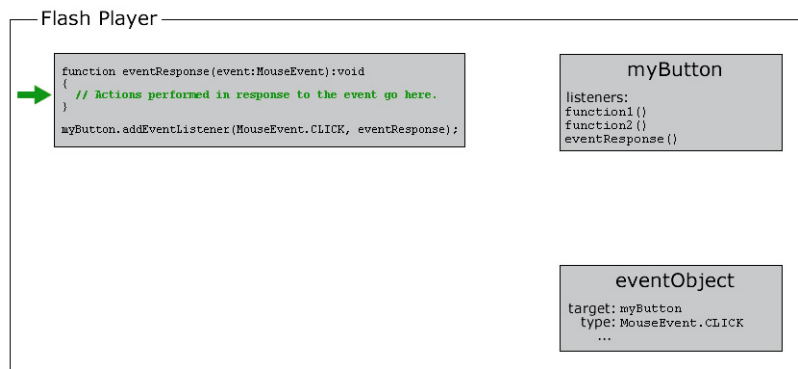 Flash Player
function eventResponse(event:MouseEvent):void
{
// Actions performed in response to the event go here.
}
myButton.addEventListener(MouseEvent.CLICK, eventResponse);
myButton
listeners:
function1()
function2()
eventResponse()
eventObject
target: myButton
type: MouseEvent.CLICK
...